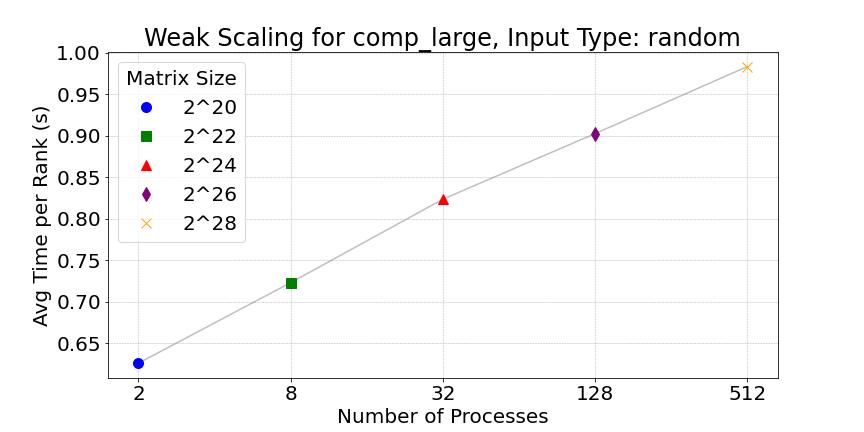 Weak Scaling for comp_large, Input Type: random
Avg Time per Rank (s)
1.00
0.95
0.90
0.85
0.80
0.75
0.70
0.65
Matrix Size
2^20
2^22
2^24
2^26
2^28
2 8 32 128 512
Number of Processes